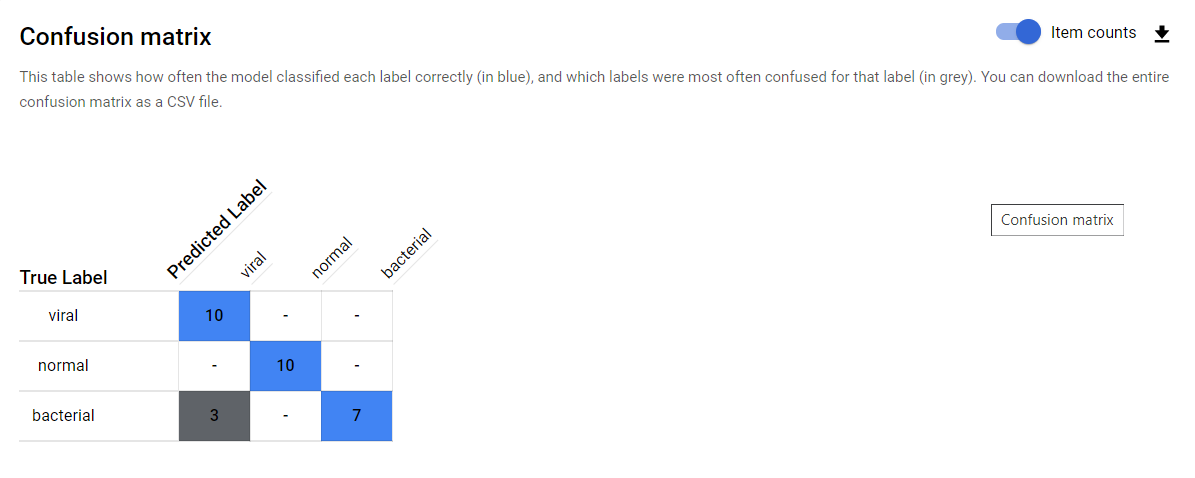 Confusion matrix
Item counts
This table shows how often the model classified each label correctly (in blue), and which labels were most often confused for that label (in grey). You can download the entire
confusion matrix as a CSV file.
Confusion matrix
True Label
Predicted Label
viral
normal
bacterial
viral 10 - -
normal - 10 -
bacterial 3 - 7